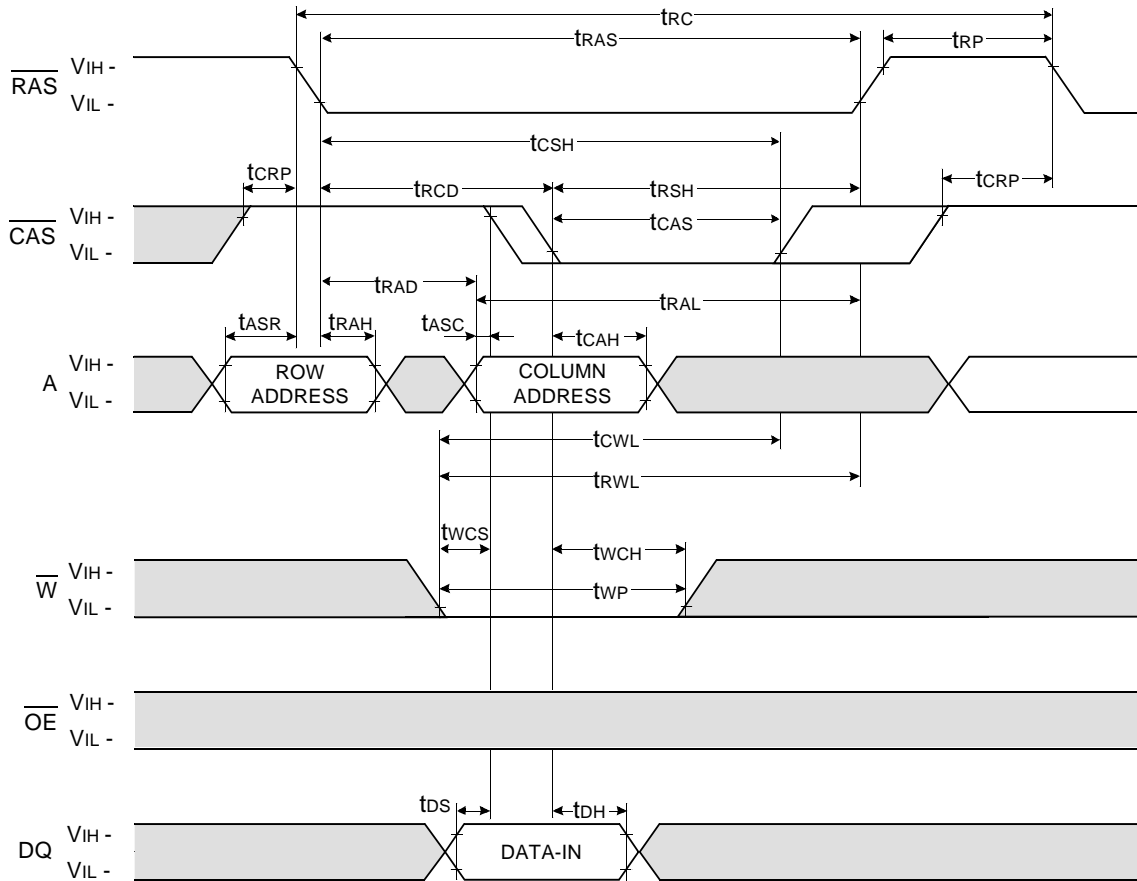 tRC
tRAS
tRP
RAS
VIH -
VIL -
tCSH
tCRP
tRCD
tRSH
tCRP
CAS
VIH -
VIL -
tCAS
tRAD
tRAL
tASR
tRAH
tASC
tCAH
A
VIH -
VIL -
ROW
ADDRESS
COLUMN
ADDRESS
tCWL
tRWL
tWCS
tWCH
W
VIH -
VIL -
tWP
OE
VIH -
VIL -
tDS
tDH
DQ
VIH -
VIL -
DATA-IN